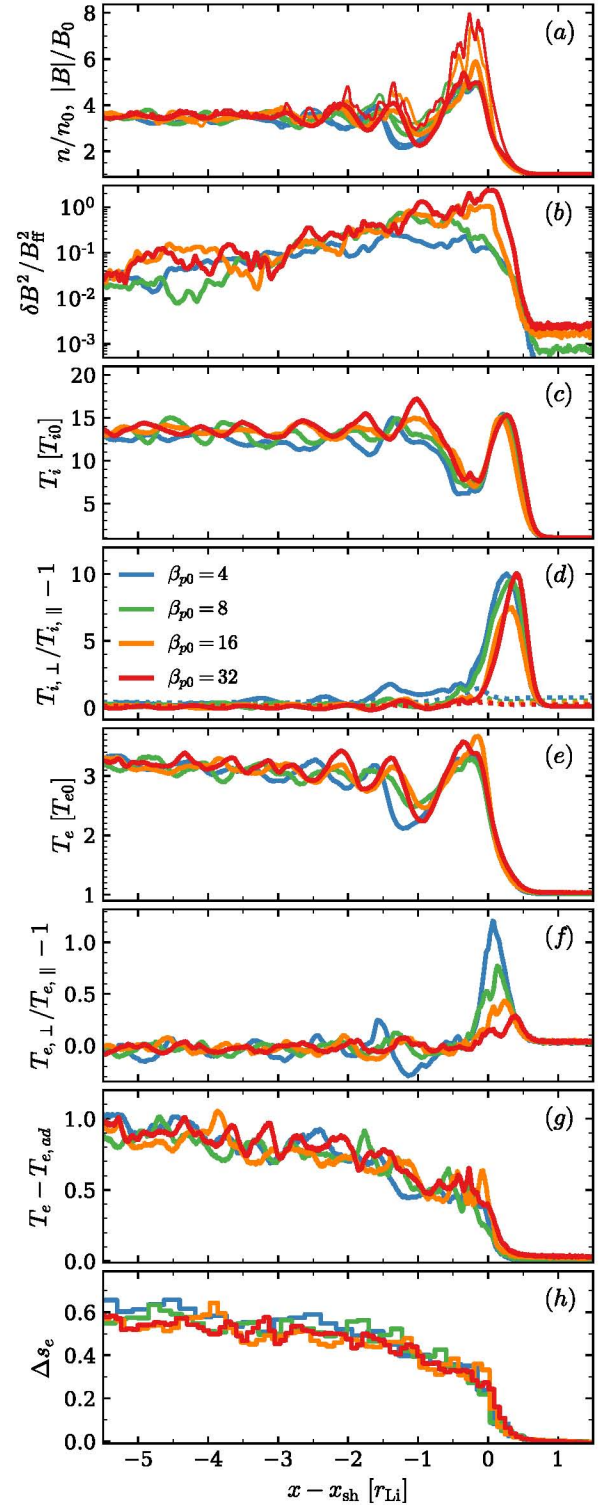 (a)
n/n₀, |B|/B₀
8
6
4
2
(b)
δB²/B²ff
10⁰
10⁻¹
10⁻²
10⁻³
(c)
Tᵢ [Tᵢ₀]
20
15
10
5
(d)
Tᵢ,⊥/Tᵢ,∥ − 1
10
5
0
βp0 = 4
βp0 = 8
βp0 = 16
βp0 = 32
(e)
Tₑ [Tₑ₀]
3
2
1
(f)
Tₑ,⊥/Tₑ,∥ − 1
1.0
0.5
0.0
(g)
Tₑ − Tₑ,ad
1.0
0.5
0.0
(h)
Δsₑ
0.6
0.4
0.2
0.0
−5 −4 −3 −2 −1 0 1
x − xsh [rLi]